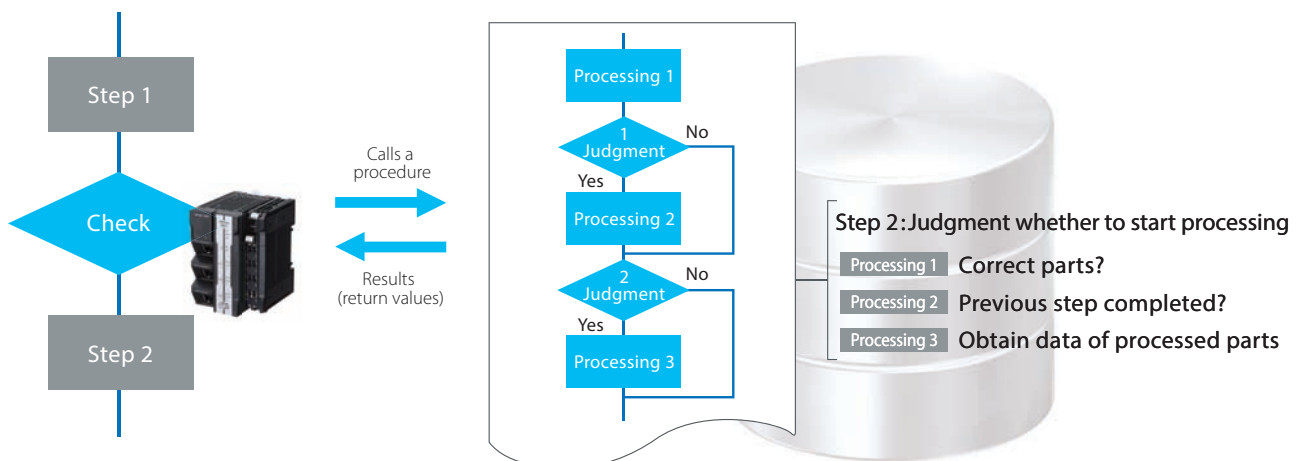 Step 1
Check
Step 2
Calls a
procedure
Results
(return values)
Processing 1
1
Judgment
No
Yes
Processing 2
2
Judgment
No
Yes
Processing 3
Step 2:Judgment whether to start processing
Processing 1 Correct parts?
Processing 2 Previous step completed?
Processing 3 Obtain data of processed parts